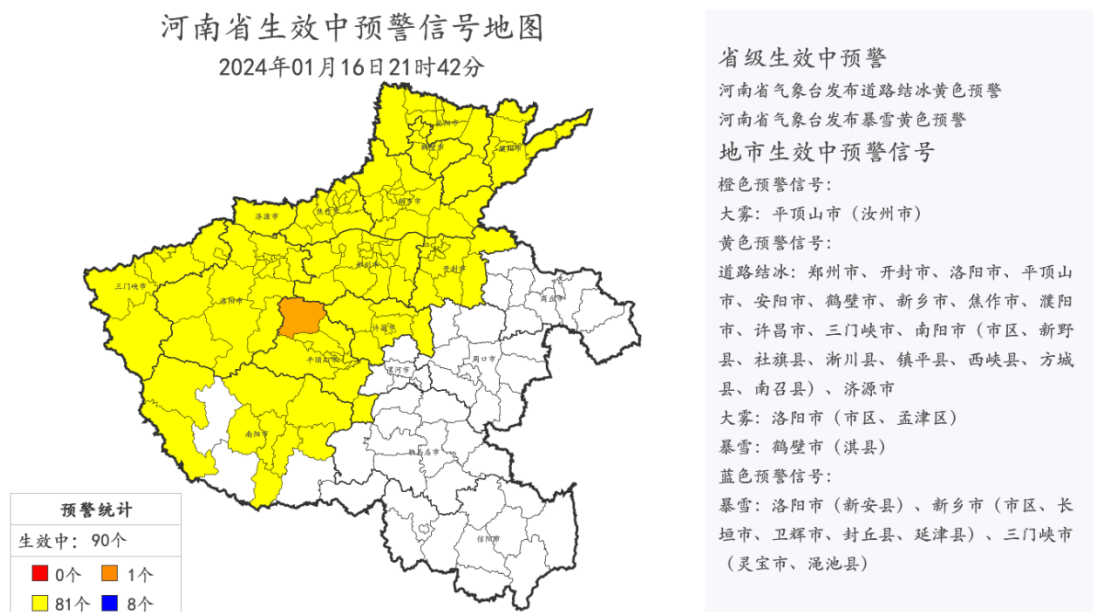 河南省生效中预警信号地图
2024年01月16日21时42分
安阳市
鹤壁市
濮阳市
新乡市
焦作市
济源市
三门峡市
洛阳市
郑州市
开封市
商丘市
许昌市
平顶山市
漯河市
周口市
南阳市
驻马店市
信阳市
预警统计
生效中：90个
0个 1个
81个 8个
省级生效中预警
河南省气象台发布道路结冰黄色预警
河南省气象台发布暴雪黄色预警
地市生效中预警信号
橙色预警信号：
大雾：平顶山市（汝州市）
黄色预警信号：
道路结冰：郑州市、开封市、洛阳市、平顶山
市、安阳市、鹤壁市、新乡市、焦作市、濮阳
市、许昌市、三门峡市、南阳市（市区、新野
县、社旗县、淅川县、镇平县、西峡县、方城
县、南召县）、济源市
大雾：洛阳市（市区、孟津区）
暴雪：鹤壁市（淇县）
蓝色预警信号：
暴雪：洛阳市（新安县）、新乡市（市区、长
垣市、卫辉市、封丘县、延津县）、三门峡市
（灵宝市、渑池县）